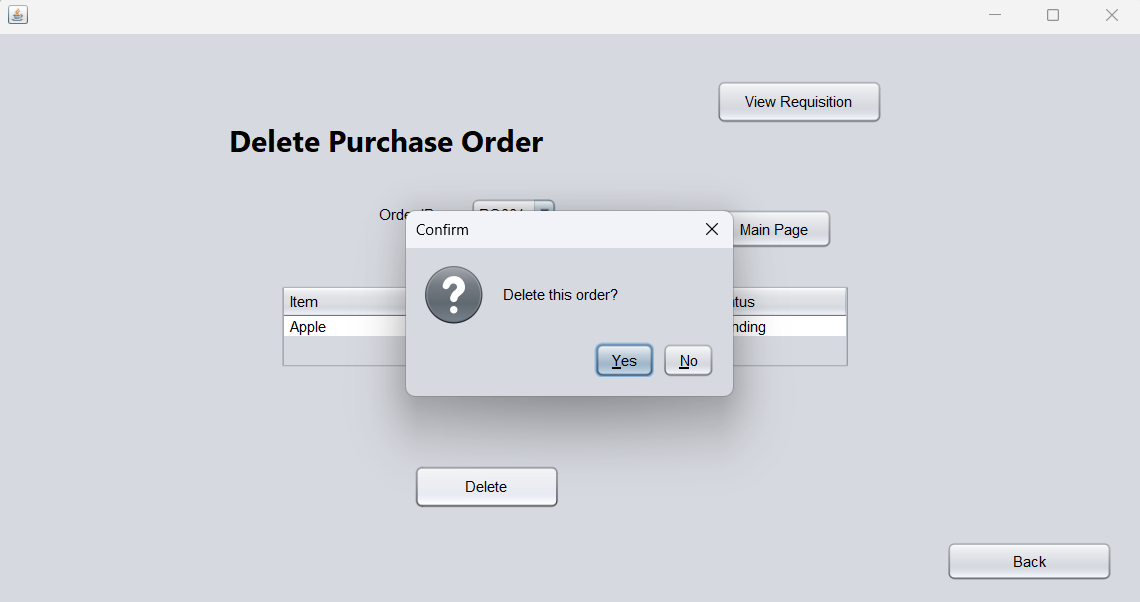 View Requisition
Delete Purchase Order
Main Page
Confirm
Delete this order?
Yes No
Item
Apple
Delete
Back